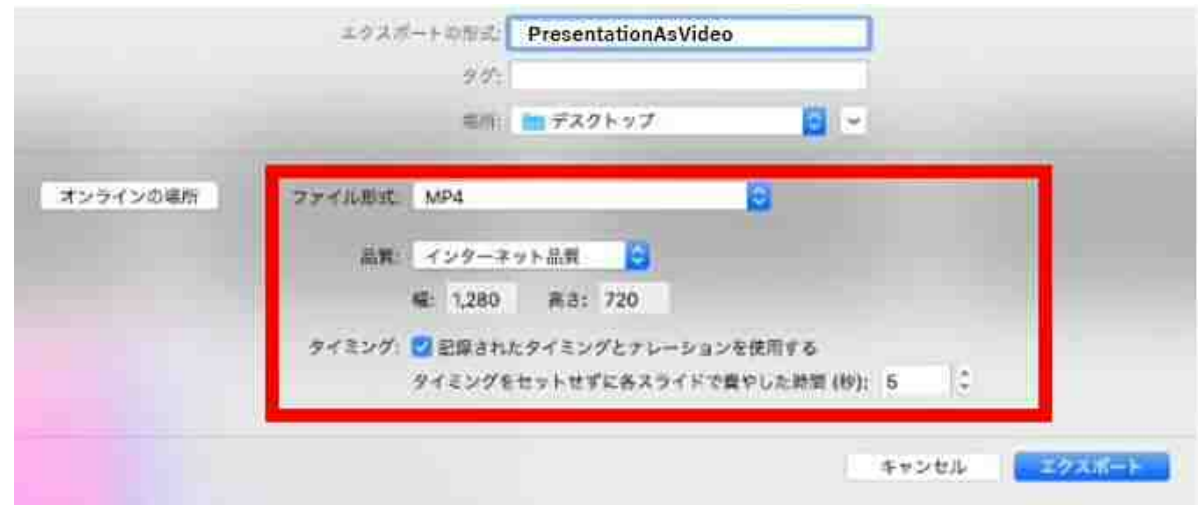 エクスポートの形式: PresentationAsVideo
タグ:
場所: デスクトップ
オンラインの場所
ファイル形式: MP4
品質: インターネット品質
幅: 1,280 高さ: 720
タイミング: 記録されたタイミングとナレーションを使用する
タイミングをセットせずに各スライドで費やした時間 (秒): 5
キャンセル エクスポート